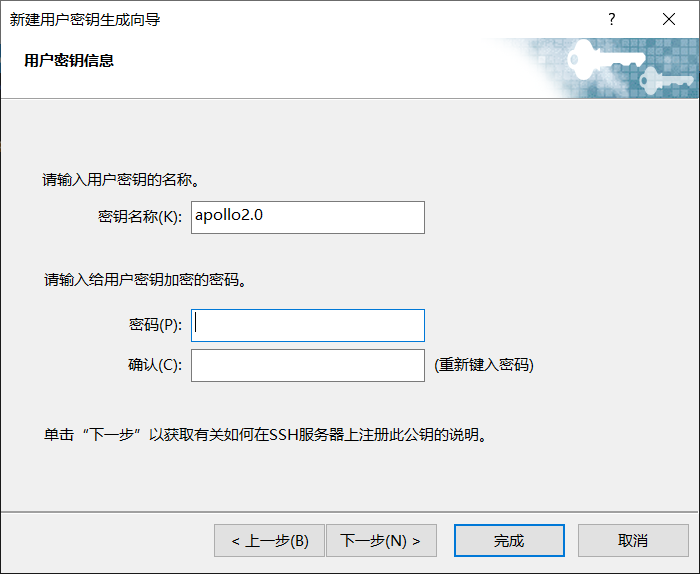 新建用户密钥生成向导
用户密钥信息
请输入用户密钥的名称。
密钥名称(K): apollo2.0
请输入给用户密钥加密的密码。
密码(P):
确认(C): (重新键入密码)
单击“下一步”以获取有关如何在SSH服务器上注册此公钥的说明。
< 上一步(B) 下一步(N) > 完成 取消